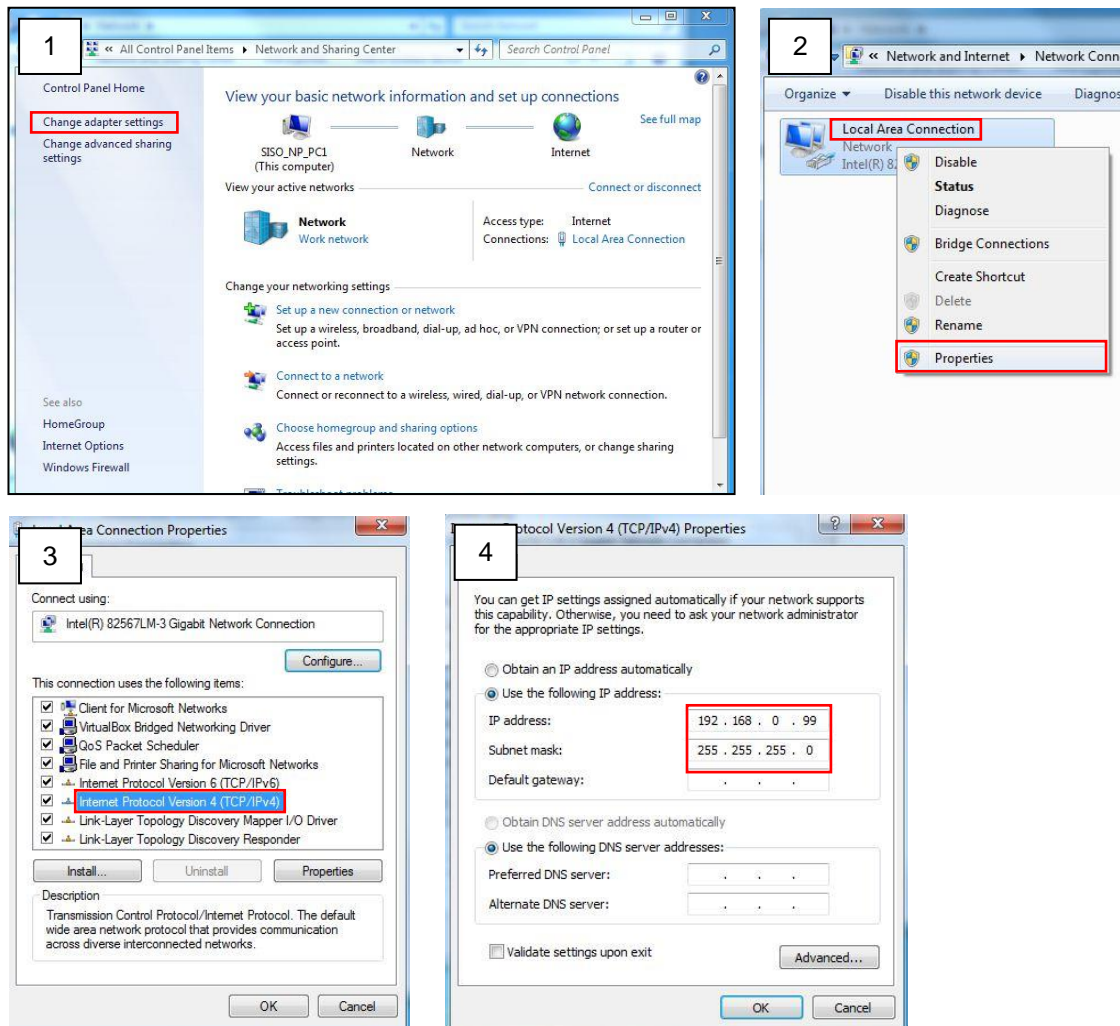 1
« All Control Panel Items ▸ Network and Sharing Center
Search Control Panel
Control Panel Home
Change adapter settings
Change advanced sharing
settings
View your basic network information and set up connections
See full map
SISO_NP_PC1
(This computer)
Network
Internet
View your active networks
Connect or disconnect
Network
Work network
Access type: Internet
Connections: Local Area Connection
Change your networking settings
Set up a new connection or network
Set up a wireless, broadband, dial-up, ad hoc, or VPN connection; or set up a router or
access point.
Connect to a network
Connect or reconnect to a wireless, wired, dial-up, or VPN network connection.
Choose homegroup and sharing options
Access files and printers located on other network computers, or change sharing
settings.
See also
HomeGroup
Internet Options
Windows Firewall
2
« Network and Internet ▸ Network Conn
Organize Disable this network device Diagnos
Local Area Connection
Network
Intel(R) 8
Disable
Status
Diagnose
Bridge Connections
Create Shortcut
Delete
Rename
Properties
3
Connection Properties
Connect using:
Intel(R) 82567LM-3 Gigabit Network Connection
Configure...
This connection uses the following items:
Client for Microsoft Networks
VirtualBox Bridged Networking Driver
QoS Packet Scheduler
File and Printer Sharing for Microsoft Networks
Internet Protocol Version 6 (TCP/IPv6)
Internet Protocol Version 4 (TCP/IPv4)
Link-Layer Topology Discovery Mapper I/O Driver
Link-Layer Topology Discovery Responder
Install... Uninstall Properties
Description
Transmission Control Protocol/Internet Protocol. The default
wide area network protocol that provides communication
across diverse interconnected networks.
OK Cancel
4
Version 4 (TCP/IPv4) Properties
You can get IP settings assigned automatically if your network supports
this capability. Otherwise, you need to ask your network administrator
for the appropriate IP settings.
Obtain an IP address automatically
Use the following IP address:
IP address: 192 . 168 . 0 . 99
Subnet mask: 255 . 255 . 255 . 0
Default gateway: . . .
Obtain DNS server address automatically
Use the following DNS server addresses:
Preferred DNS server: . . .
Alternate DNS server: . . .
Validate settings upon exit
Advanced...
OK Cancel